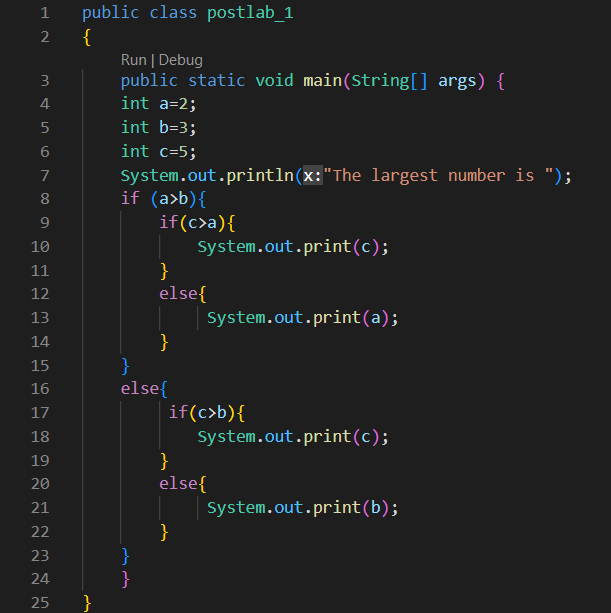 1 public class postlab_1
2 {
Run | Debug
3 public static void main(String[] args) {
4 int a=2;
5 int b=3;
6 int c=5;
7 System.out.println(x:"The largest number is ");
8 if (a>b){
9 if(c>a){
10 System.out.print(c);
11 }
12 else{
13 System.out.print(a);
14 }
15 }
16 else{
17 if(c>b){
18 System.out.print(c);
19 }
20 else{
21 System.out.print(b);
22 }
23 }
24 }
25 }